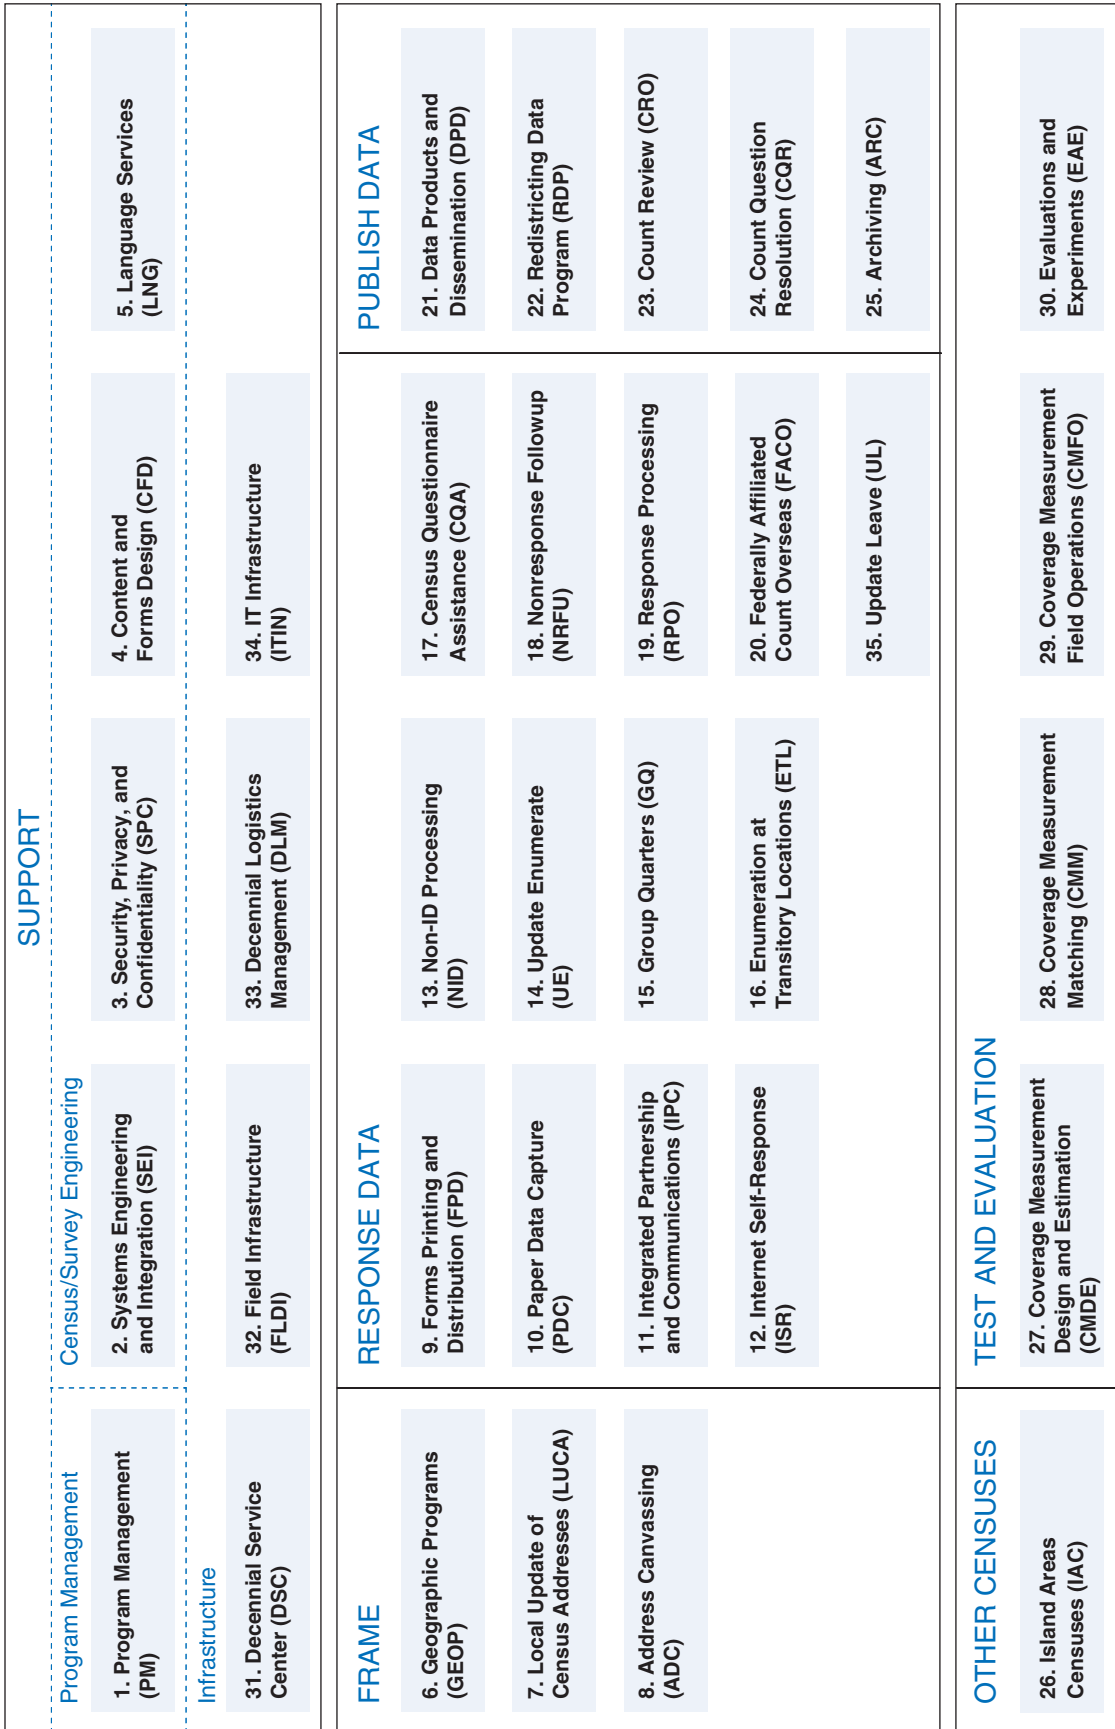 SUPPORT
Program Management
1. Program Management
(PM)
Census/Survey Engineering
2. Systems Engineering
and Integration (SEI)
3. Security, Privacy, and
Confidentiality (SPC)
4. Content and
Forms Design (CFD)
5. Language Services
(LNG)
Infrastructure
31. Decennial Service
Center (DSC)
32. Field Infrastructure
(FLDI)
33. Decennial Logistics
Management (DLM)
34. IT Infrastructure
(ITIN)
FRAME
6. Geographic Programs
(GEOP)
7. Local Update of
Census Addresses (LUCA)
8. Address Canvassing
(ADC)
RESPONSE DATA
9. Forms Printing and
Distribution (FPD)
10. Paper Data Capture
(PDC)
11. Integrated Partnership
and Communications (IPC)
12. Internet Self-Response
(ISR)
13. Non-ID Processing
(NID)
14. Update Enumerate
(UE)
15. Group Quarters (GQ)
16. Enumeration at
Transitory Locations (ETL)
17. Census Questionnaire
Assistance (CQA)
18. Nonresponse Followup
(NRFU)
19. Response Processing
(RPO)
20. Federally Affiliated
Count Overseas (FACO)
35. Update Leave (UL)
PUBLISH DATA
21. Data Products and
Dissemination (DPD)
22. Redistricting Data
Program (RDP)
23. Count Review (CRO)
24. Count Question
Resolution (CQR)
25. Archiving (ARC)
OTHER CENSUSES
26. Island Areas
Censuses (IAC)
TEST AND EVALUATION
27. Coverage Measurement
Design and Estimation
(CMDE)
28. Coverage Measurement
Matching (CMM)
29. Coverage Measurement
Field Operations (CMFO)
30. Evaluations and
Experiments (EAE)